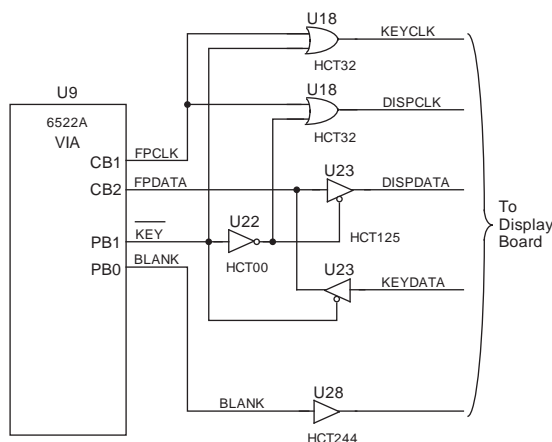 U18
KEYCLK
HCT32
U9
U18
6522A
DISPCLK
VIA
HCT32
CB1
FPCLK
U23
CB2
FPDATA
DISPDATA
To
Display
Board
U22
PB1
KEY
HCT125
PB0
BLANK
HCT00
U23
KEYDATA
U28
BLANK
HCT244